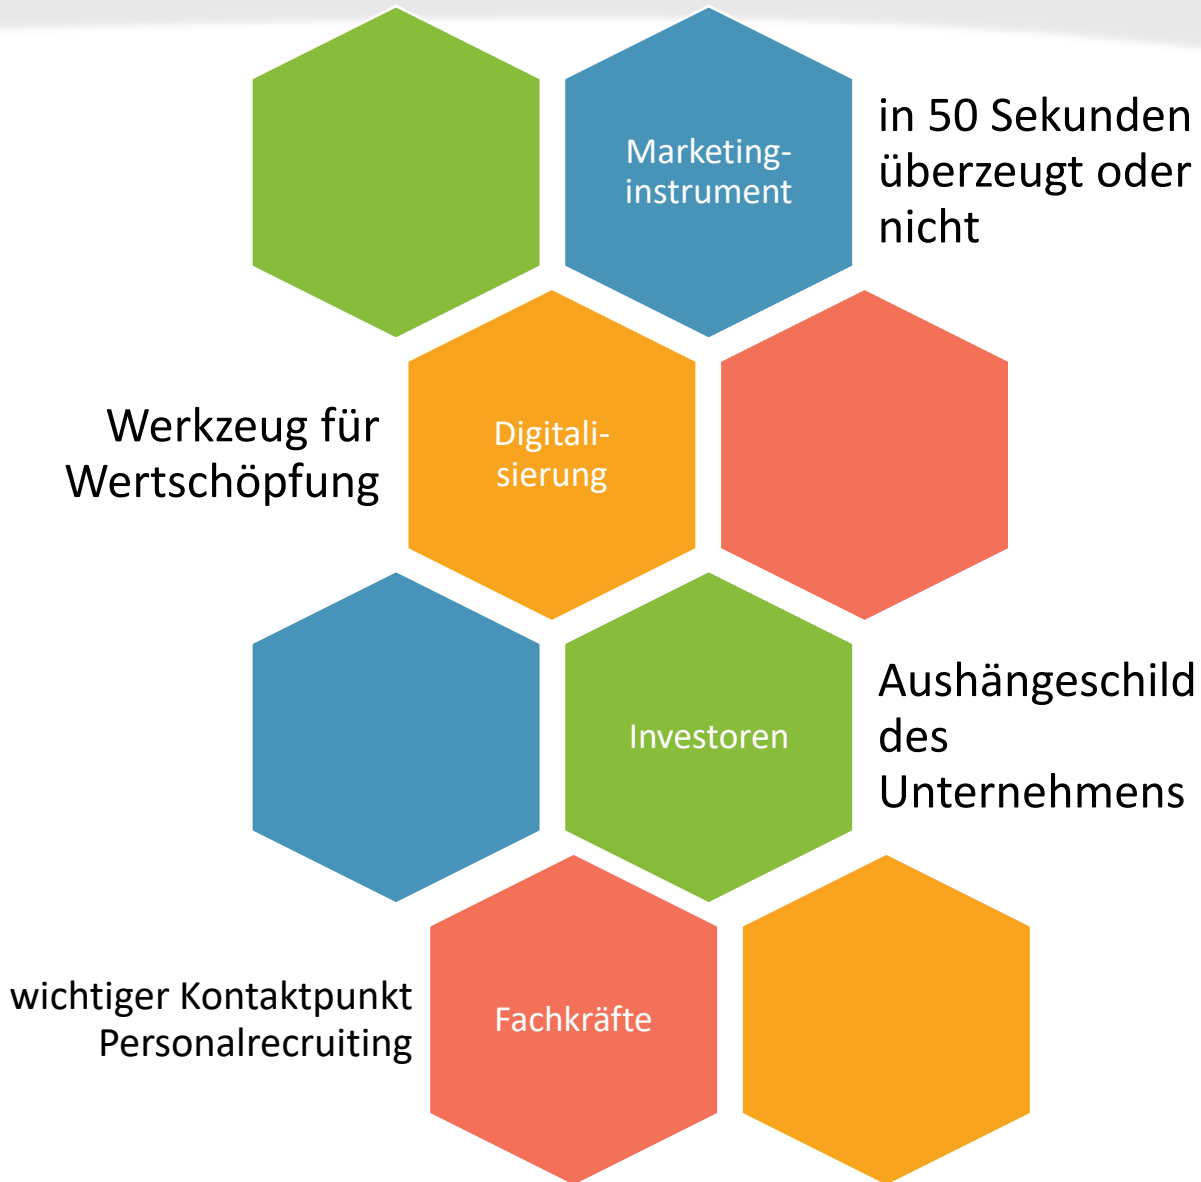 Marketing-
instrument
in 50 Sekunden
überzeugt oder
nicht
Werkzeug für
Wertschöpfung
Digitali-
sierung
Investoren
Aushängeschild
des
Unternehmens
wichtiger Kontaktpunkt
Personalrecruiting
Fachkräfte